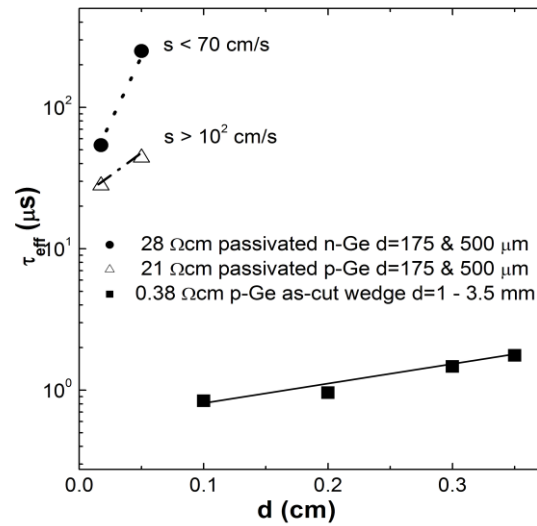 s < 70 cm/s
10²
s > 10² cm/s
τeff (μs)
28 Ωcm passivated n-Ge d=175 & 500 μm
21 Ωcm passivated p-Ge d=175 & 500 μm
10¹
0.38 Ωcm p-Ge as-cut wedge d=1 - 3.5 mm
10⁰
0.0 0.1 0.2 0.3
d (cm)